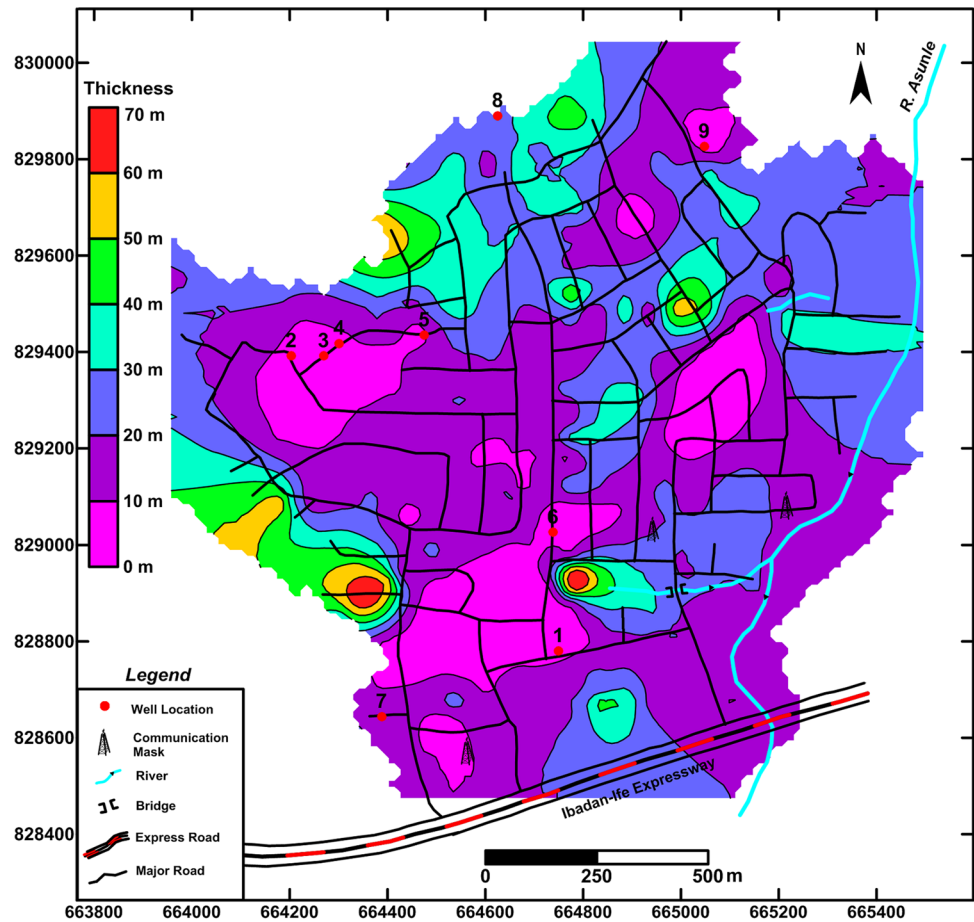 830000
829800
829600
829400
829200
829000
828800
828600
828400
Thickness
70 m
60 m
50 m
40 m
30 m
20 m
10 m
0 m
N
R. Asunle
8
9
5
4
3
2
6
1
7
Ibadan-Ife Expressway
Legend
Well Location
Communication
Mask
River
Bridge
Express Road
Major Road
0 250 500 m
663800 664000 664200 664400 664600 664800 665000 665200 665400